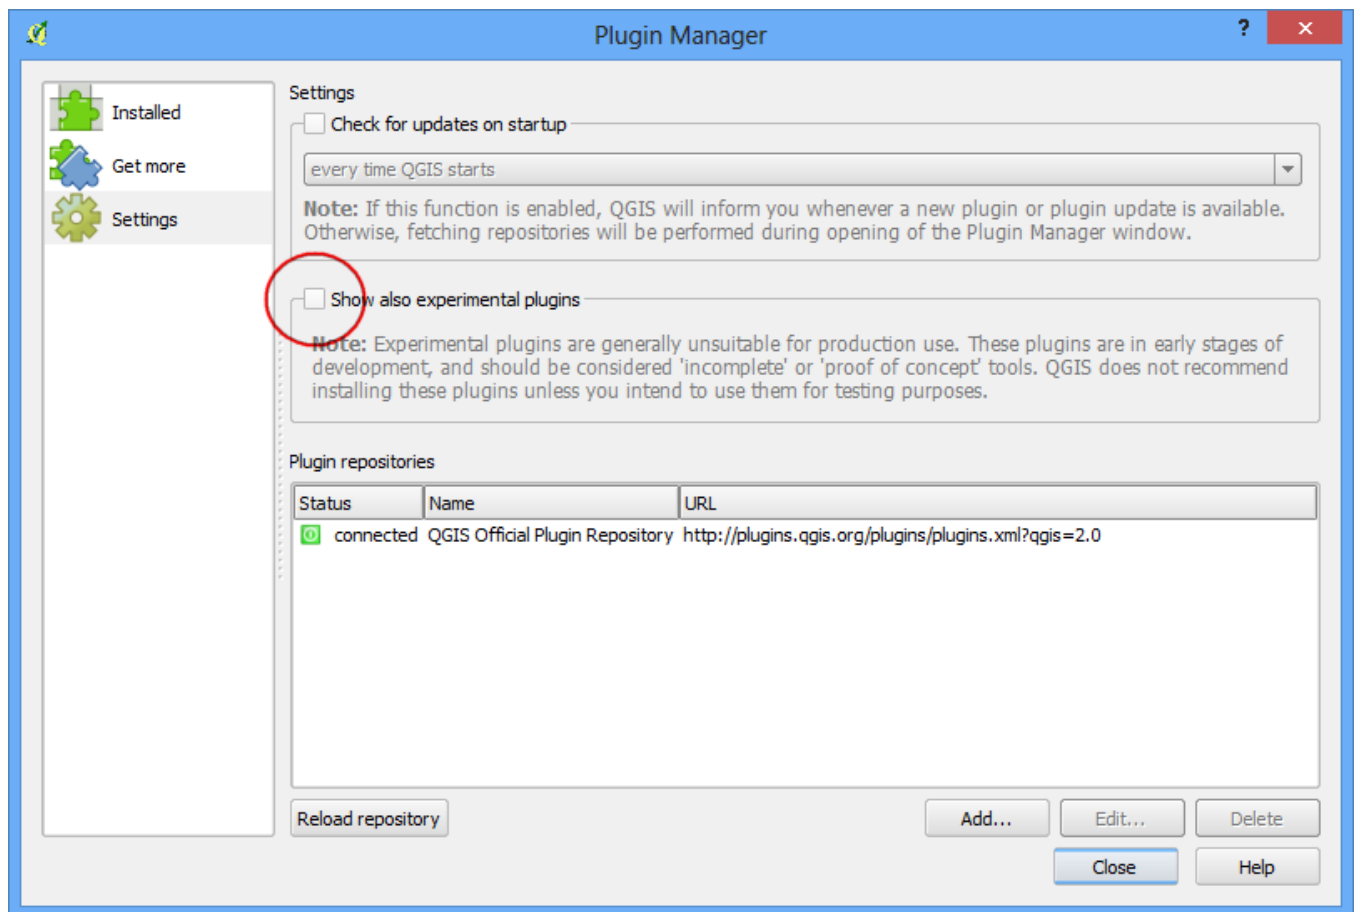 Plugin Manager
?
Installed
Get more
Settings
Settings
Check for updates on startup
every time QGIS starts
Note: If this function is enabled, QGIS will inform you whenever a new plugin or plugin update is available.
Otherwise, fetching repositories will be performed during opening of the Plugin Manager window.
Show also experimental plugins
Note: Experimental plugins are generally unsuitable for production use. These plugins are in early stages of
development, and should be considered 'incomplete' or 'proof of concept' tools. QGIS does not recommend
installing these plugins unless you intend to use them for testing purposes.
Plugin repositories
Status Name URL
connected QGIS Official Plugin Repository http://plugins.qgis.org/plugins/plugins.xml?qgis=2.0
Reload repository Add... Edit... Delete
Close Help